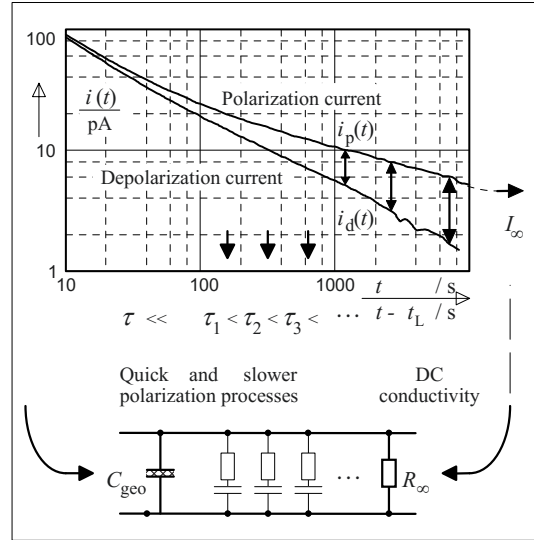 100
i(t)
pA
Polarization current
i_p(t)
10
Depolarization current
i_d(t)
I_∞
1
10 100 1000 t / s
t - t_L / s
τ << τ_1 < τ_2 < τ_3 < ⋯
Quick and slower
polarization processes
DC
conductivity
C_geo ⋯ R_∞